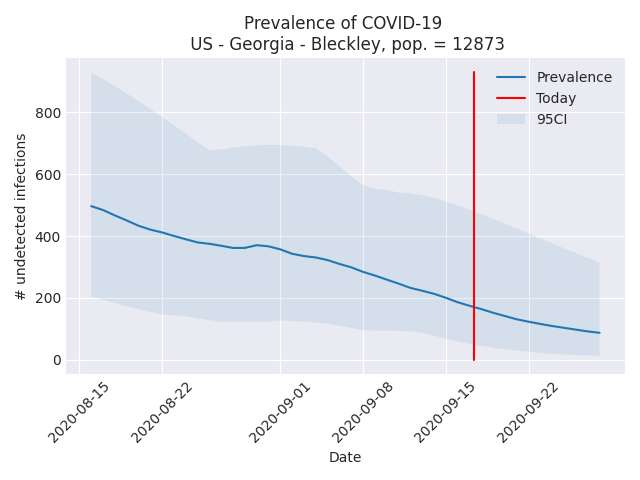 Prevalence of COVID-19
US - Georgia - Bleckley, pop. = 12873
Prevalence
Today
95CI
# undetected infections
800
600
400
200
0
2020-08-15
2020-08-22
2020-09-01
2020-09-08
2020-09-15
2020-09-22
Date